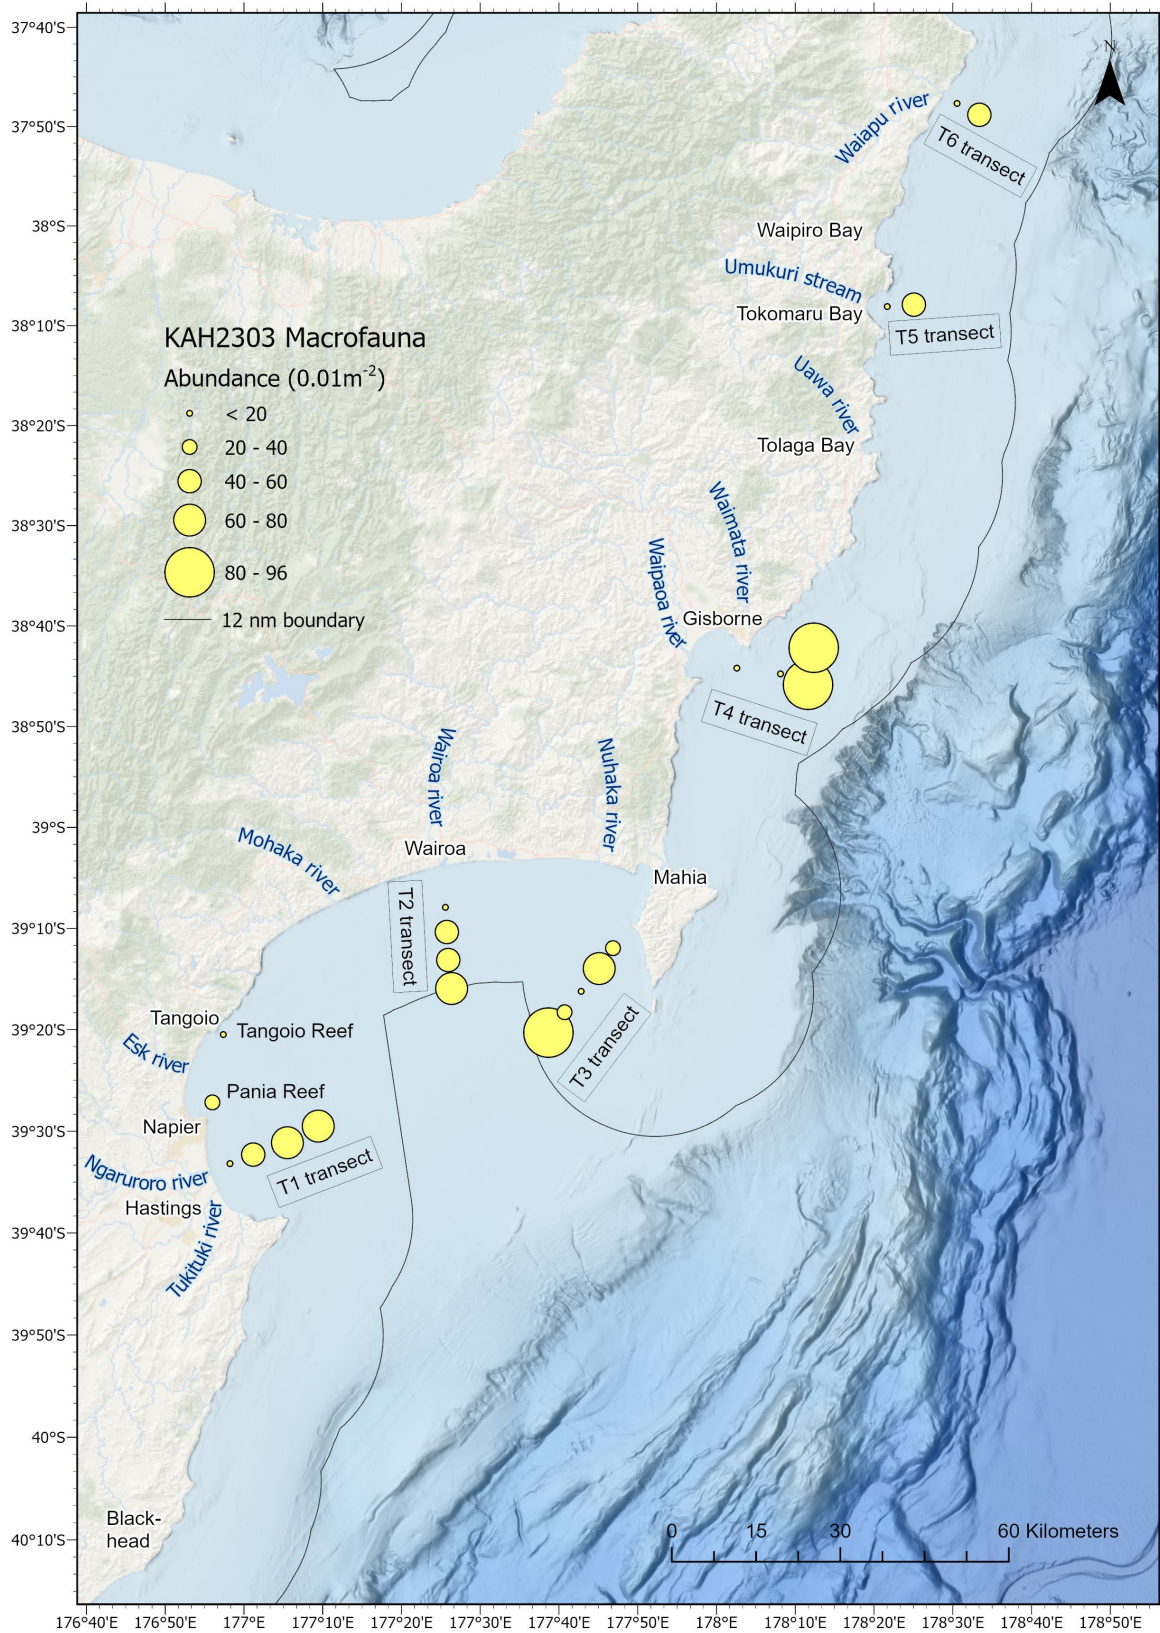 37°40'S
37°50'S
38°S
38°10'S
38°20'S
38°30'S
38°40'S
38°50'S
39°S
39°10'S
39°20'S
39°30'S
39°40'S
39°50'S
40°S
40°10'S
N
Waiapu river
T6 transect
Waipiro Bay
Umukuri stream
Tokomaru Bay
T5 transect
KAH2303 Macrofauna
Abundance (0.01m-2)
< 20
20 - 40
40 - 60
60 - 80
80 - 96
12 nm boundary
Uawa river
Tolaga Bay
Waimata river
Waipaoa river
Gisborne
T4 transect
Wairoa river
Nuhaka river
Mohaka river
Wairoa
Mahia
T2 transect
Tangoio
Tangoio Reef
T3 transect
Esk river
Pania Reef
Napier
T1 transect
Ngaruroro river
Hastings
Tukituki river
Black-
head
0 15 30 60 Kilometers
176°40'E 176°50'E 177°E 177°10'E 177°20'E 177°30'E 177°40'E 177°50'E 178°E 178°10'E 178°20'E 178°30'E 178°40'E 178°50'E